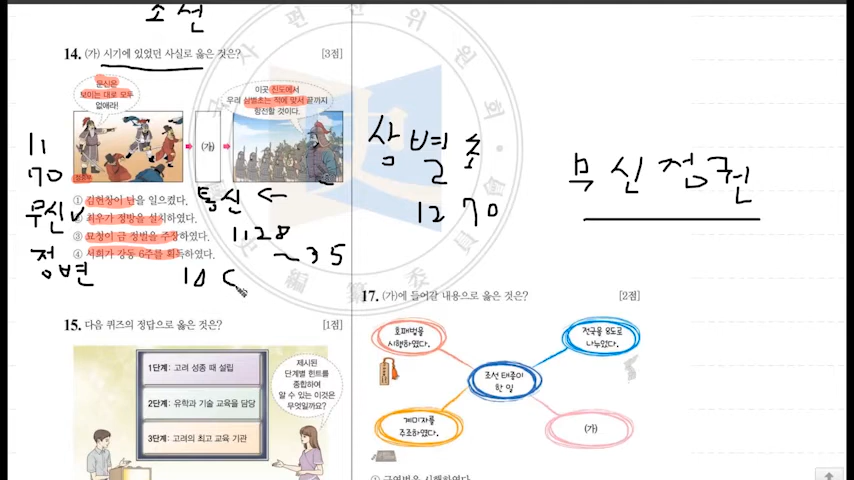 조선
14. (가) 시기에 있었던 사실로 옳은 것은? [3점]
문신은
보이는 대로 모두
없애라!
정중부
(가)
이곳 진도에서
우리 삼별초는 적에 맞서 끝까지
항전할 것이다.
11
70
무신
정변
① 김헌창이 난을 일으켰다.
② 최우가 정방을 설치하였다.
③ 묘청이 금 정벌을 주장하였다.
④ 서희가 강동 6주를 획득하였다.
통신 ←
1128
~35
10C
삼별초
1270
무신정권
15. 다음 퀴즈의 정답으로 옳은 것은? [1점]
1단계: 고려 성종 때 설립
2단계: 유학과 기술 교육을 담당
3단계: 고려의 최고 교육 기관
제시된
단계별 힌트를
종합하여
알 수 있는 이것은
무엇일까요?
17. (가)에 들어갈 내용으로 옳은 것은? [2점]
호패법을
시행하였다.
전국을 8도로
나누었다.
조선 태종이
한 일
계미자를
주조하였다.
(가)